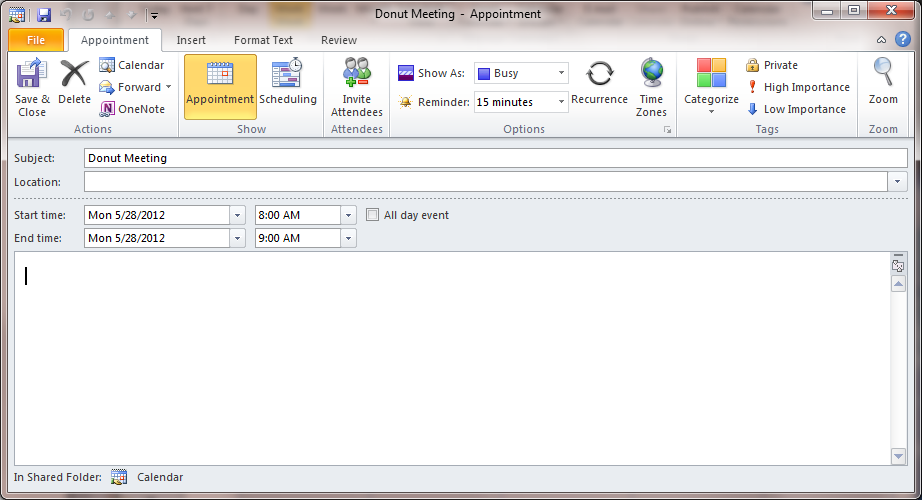 Donut Meeting - Appointment
File Appointment Insert Format Text Review
Save & Close
Delete
Calendar
Forward
OneNote
Actions
Appointment
Scheduling
Show
Invite Attendees
Attendees
Show As: Busy
Reminder: 15 minutes
Recurrence
Time Zones
Options
Categorize
Private
High Importance
Low Importance
Tags
Zoom
Zoom
Subject: Donut Meeting
Location:
Start time: Mon 5/28/2012 8:00 AM All day event
End time: Mon 5/28/2012 9:00 AM
In Shared Folder: Calendar